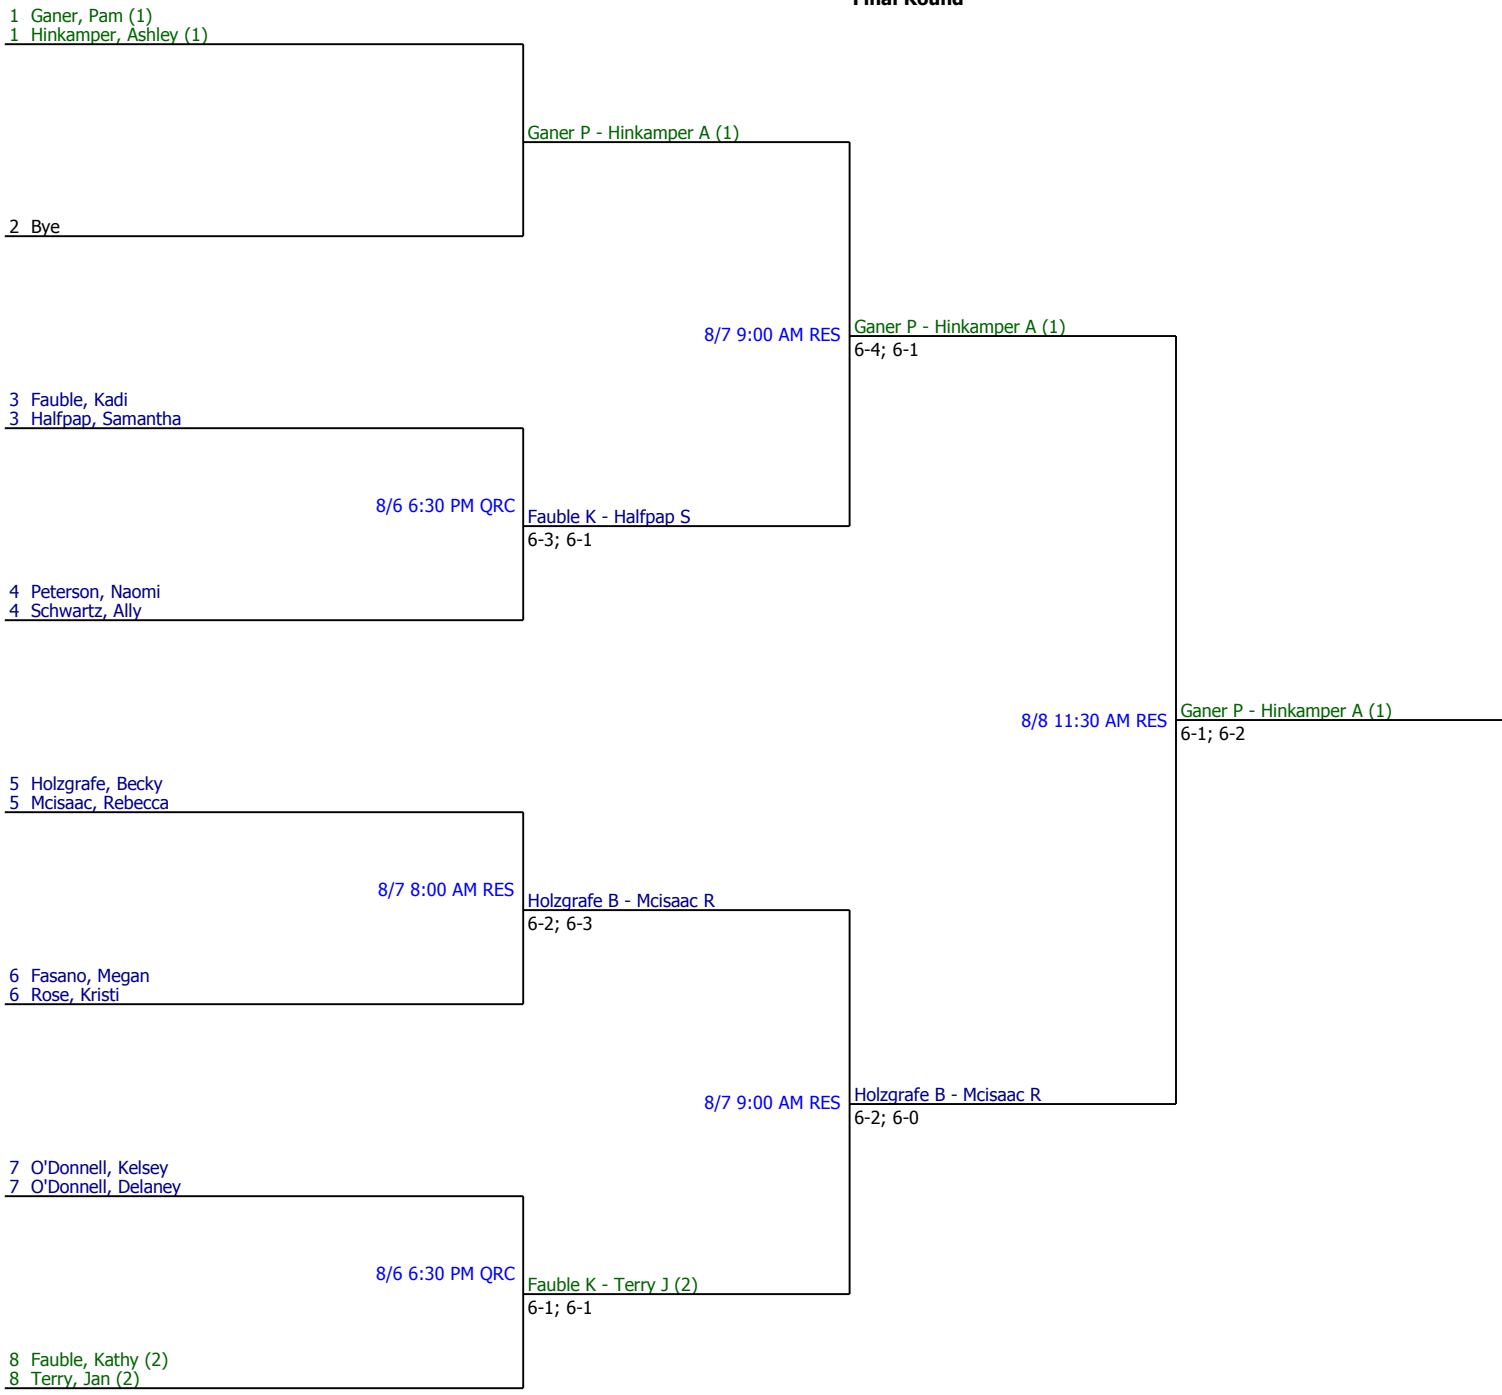 Final Round
1 Ganer, Pam (1)
1 Hinkamper, Ashley (1)
Ganer P - Hinkamper A (1)
2 Bye
8/7 9:00 AM RES
Ganer P - Hinkamper A (1)
6-4; 6-1
3 Fauble, Kadi
3 Halfpap, Samantha
8/6 6:30 PM QRC
Fauble K - Halfpap S
6-3; 6-1
4 Peterson, Naomi
4 Schwartz, Ally
8/8 11:30 AM RES
Ganer P - Hinkamper A (1)
6-1; 6-2
5 Holzgrafe, Becky
5 Mcisaac, Rebecca
8/7 8:00 AM RES
Holzgrafe B - Mcisaac R
6-2; 6-3
6 Fasano, Megan
6 Rose, Kristi
8/7 9:00 AM RES
Holzgrafe B - Mcisaac R
6-2; 6-0
7 O'Donnell, Kelsey
7 O'Donnell, Delaney
8/6 6:30 PM QRC
Fauble K - Terry J (2)
6-1; 6-1
8 Fauble, Kathy (2)
8 Terry, Jan (2)